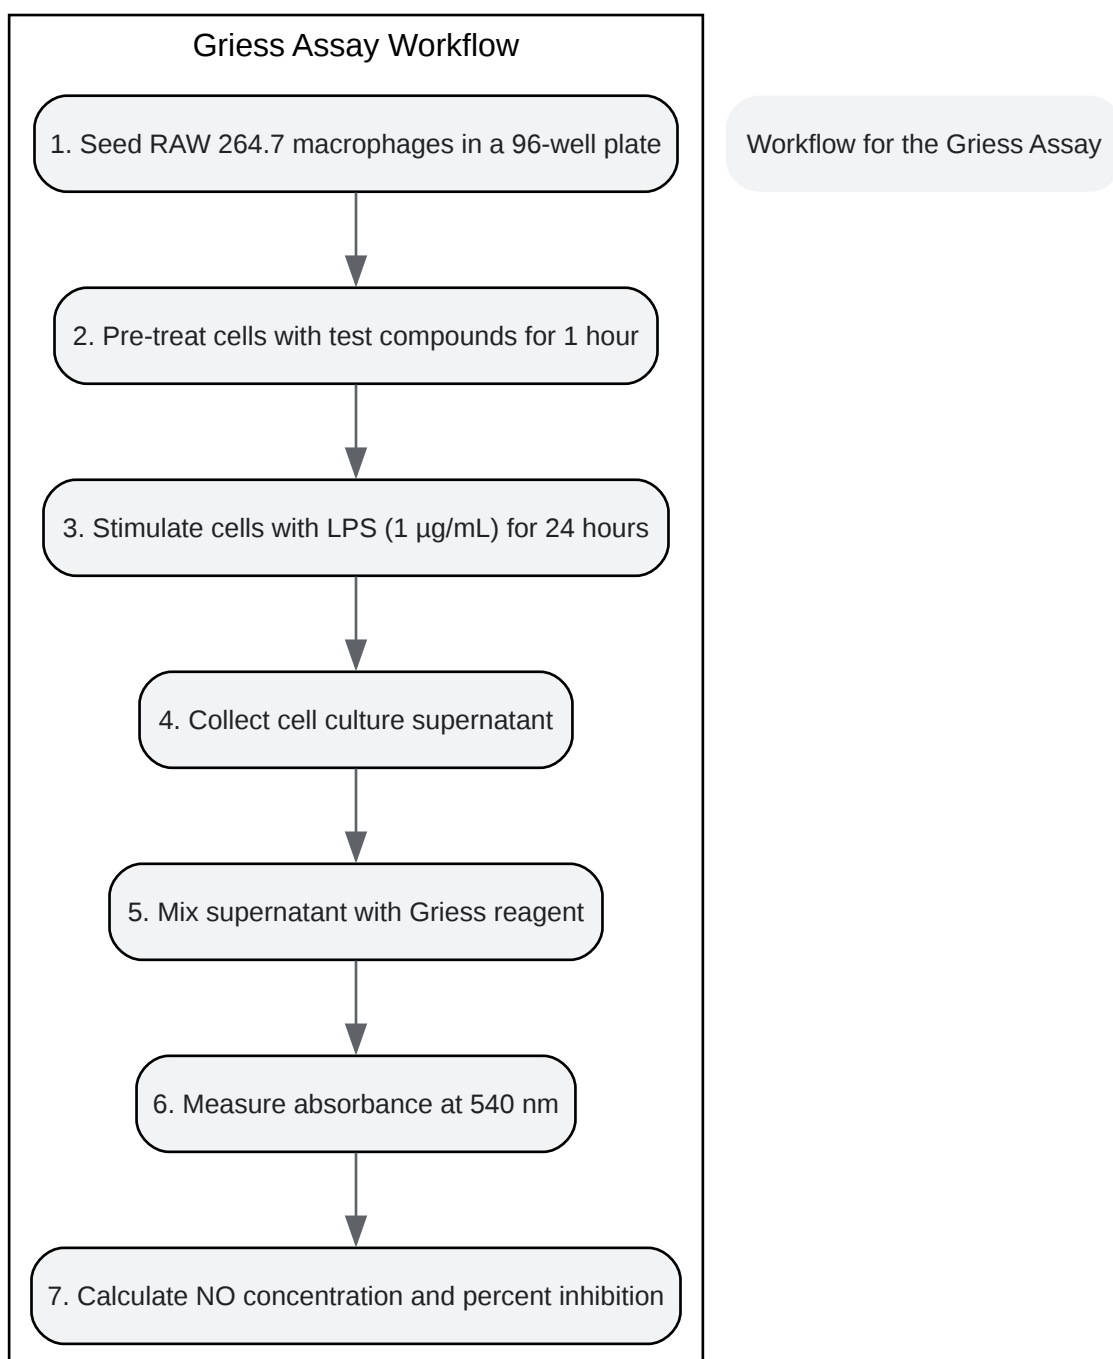 Griess Assay Workflow
1. Seed RAW 264.7 macrophages in a 96-well plate
Workflow for the Griess Assay
2. Pre-treat cells with test compounds for 1 hour
3. Stimulate cells with LPS (1 µg/mL) for 24 hours
4. Collect cell culture supernatant
5. Mix supernatant with Griess reagent
6. Measure absorbance at 540 nm
7. Calculate NO concentration and percent inhibition